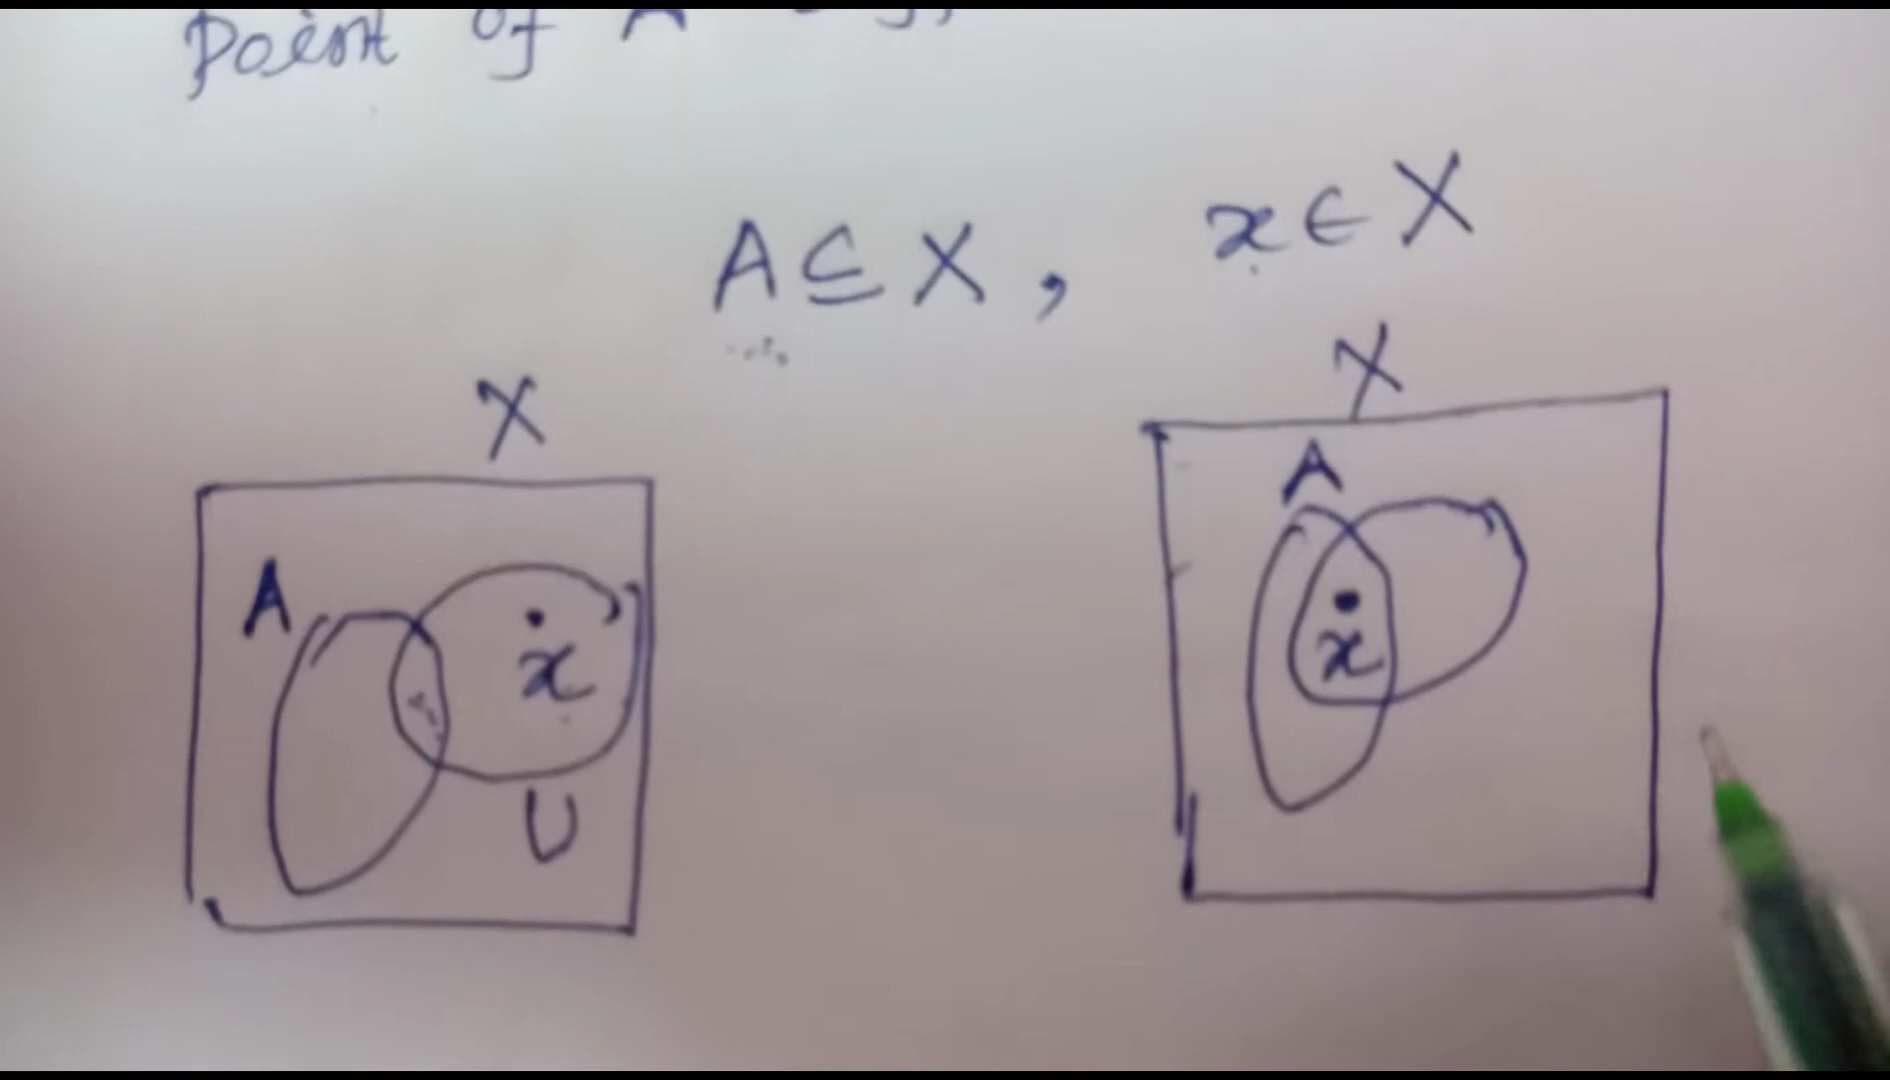 Point of A
A ⊆ X , x ∈ X
X X
A A
x x
U